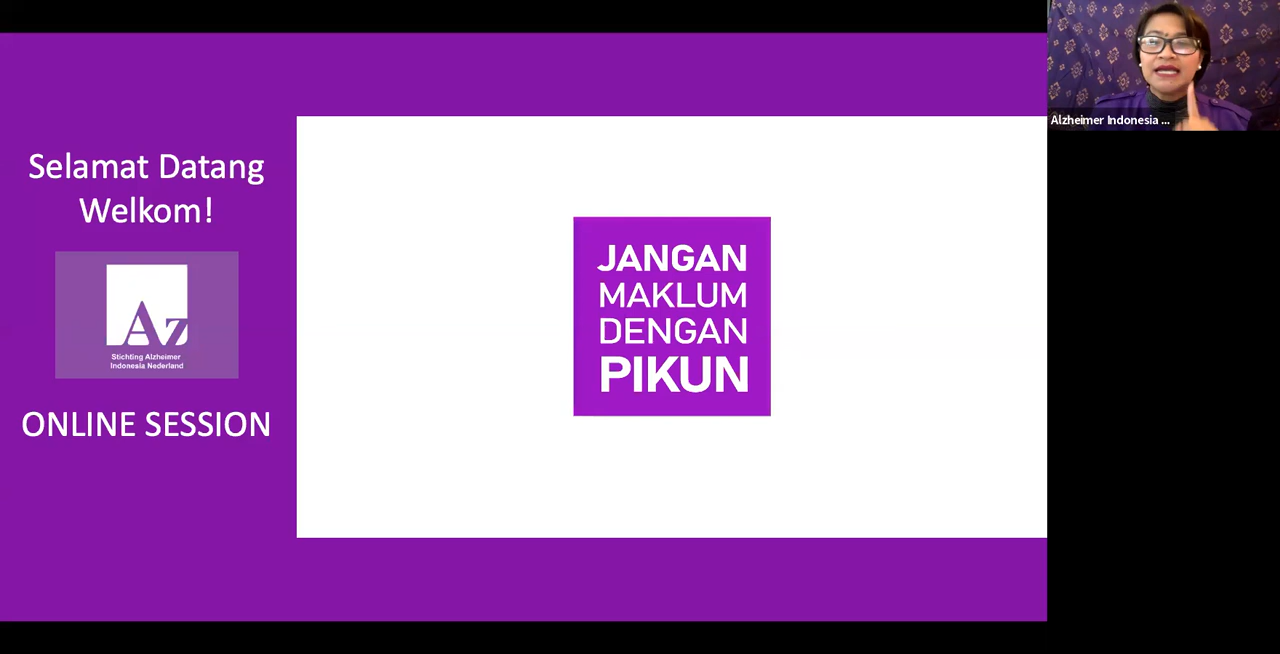 Selamat Datang
Welkom!
Az
Stichting Alzheimer
Indonesia Nederland
ONLINE SESSION
JANGAN
MAKLUM
DENGAN
PIKUN
Alzheimer Indonesia ...